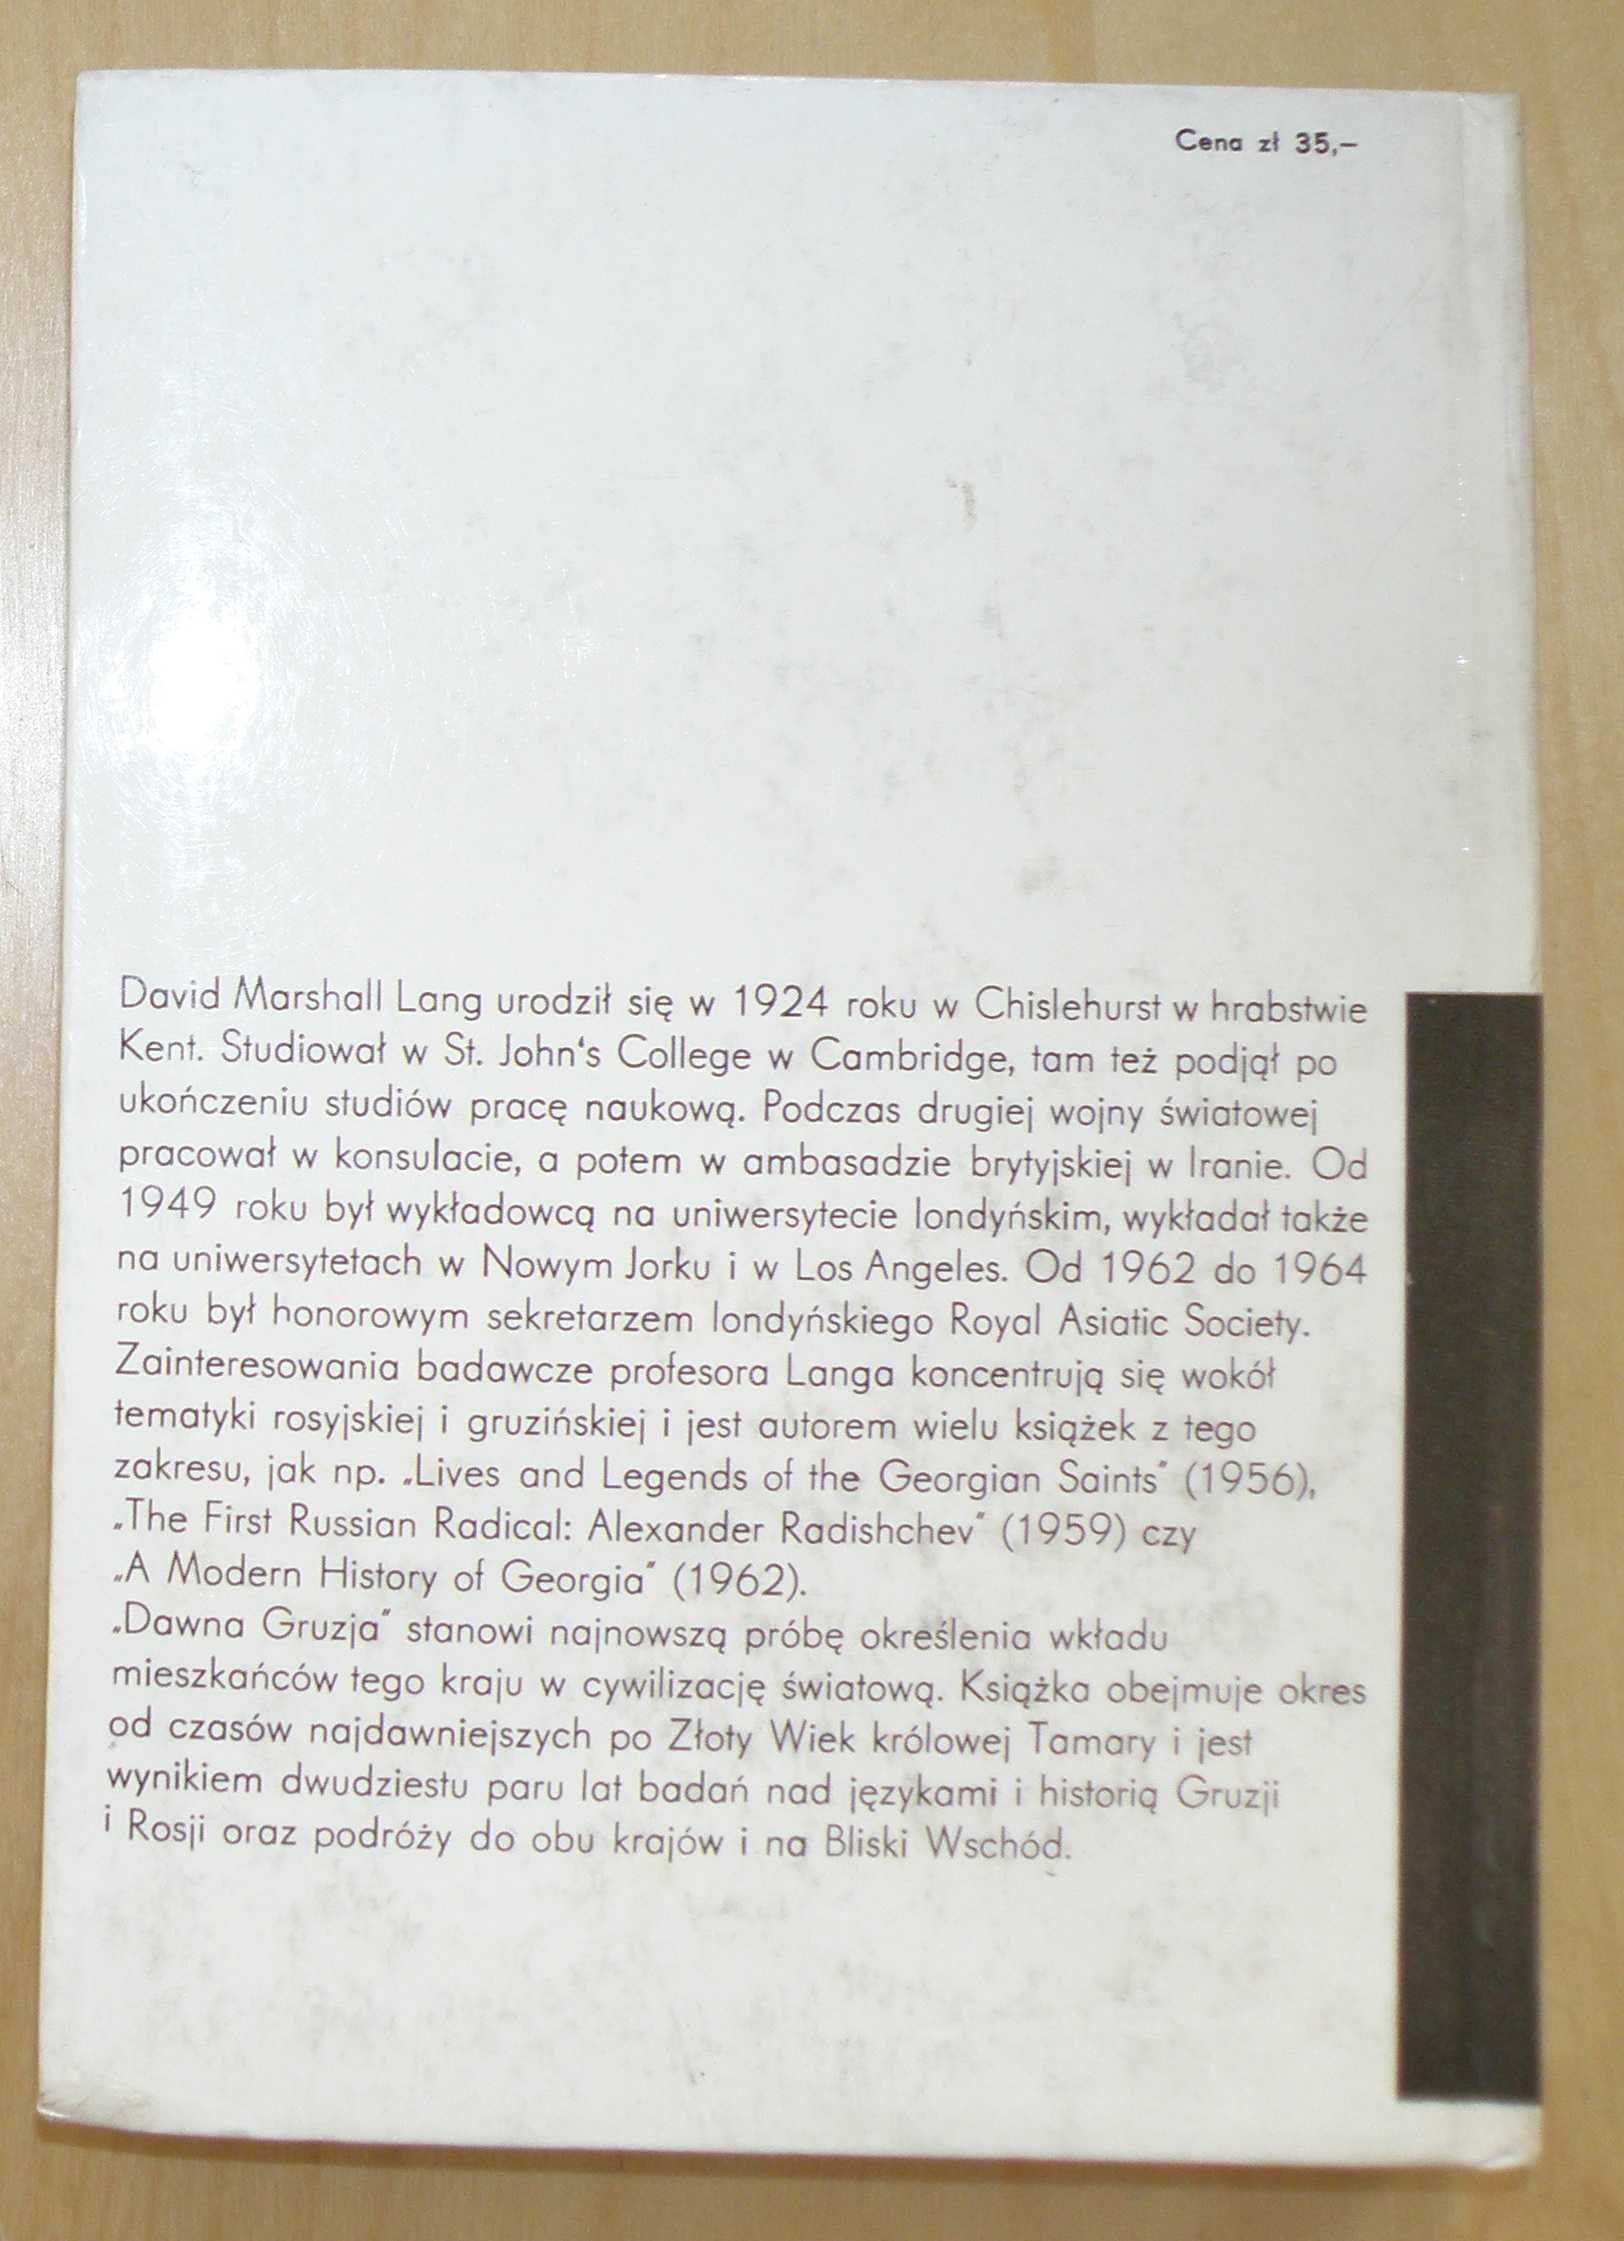 Cena zł 35,—
David Marshall Lang urodził się w 1924 roku w Chislehurst w hrabstwie
Kent. Studiował w St. John‘s College w Cambridge, tam też podjął po
ukończeniu studiów pracę naukową. Podczas drugiej wojny światowej
pracował w konsulacie, a potem w ambasadzie brytyjskiej w Iranie. Od
1949 roku był wykładowcą na uniwersytecie londyńskim, wykładał także
na uniwersytetach w Nowym Jorku i w Los Angeles. Od 1962 do 1964
roku był honorowym sekretarzem londyńskiego Royal Asiatic Society.
Zainteresowania badawcze profesora Langa koncentrują się wokół
tematyki rosyjskiej i gruzińskiej i jest autorem wielu książek z tego
zakresu, jak np. „Lives and Legends of the Georgian Saints” (1956),
„The First Russian Radical: Alexander Radishchev” (1959) czy
„A Modern History of Georgia” (1962).
„Dawna Gruzja” stanowi najnowszą próbę określenia wkładu
mieszkańców tego kraju w cywilizację światową. Książka obejmuje okres
od czasów najdawniejszych po Złoty Wiek królowej Tamary i jest
wynikiem dwudziestu paru lat badań nad językami i historią Gruzji
i Rosji oraz podróży do obu krajów i na Bliski Wschód.